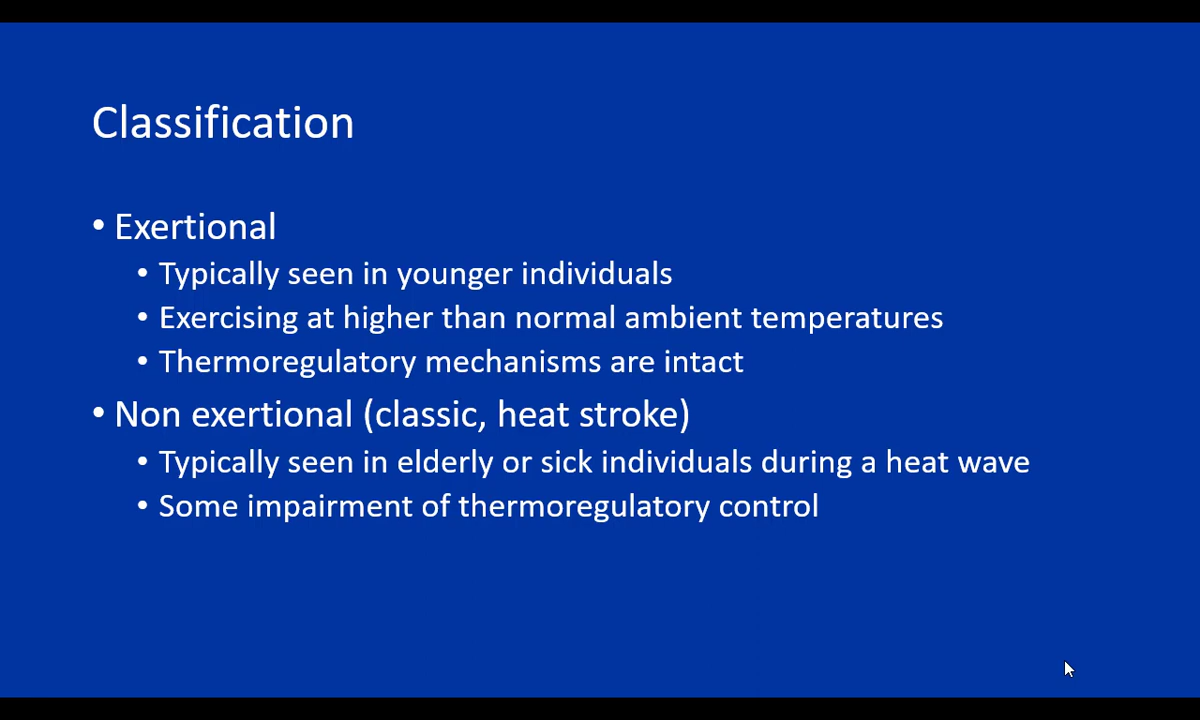 Classification
• Exertional
• Typically seen in younger individuals
• Exercising at higher than normal ambient temperatures
• Thermoregulatory mechanisms are intact
• Non exertional (classic, heat stroke)
• Typically seen in elderly or sick individuals during a heat wave
• Some impairment of thermoregulatory control